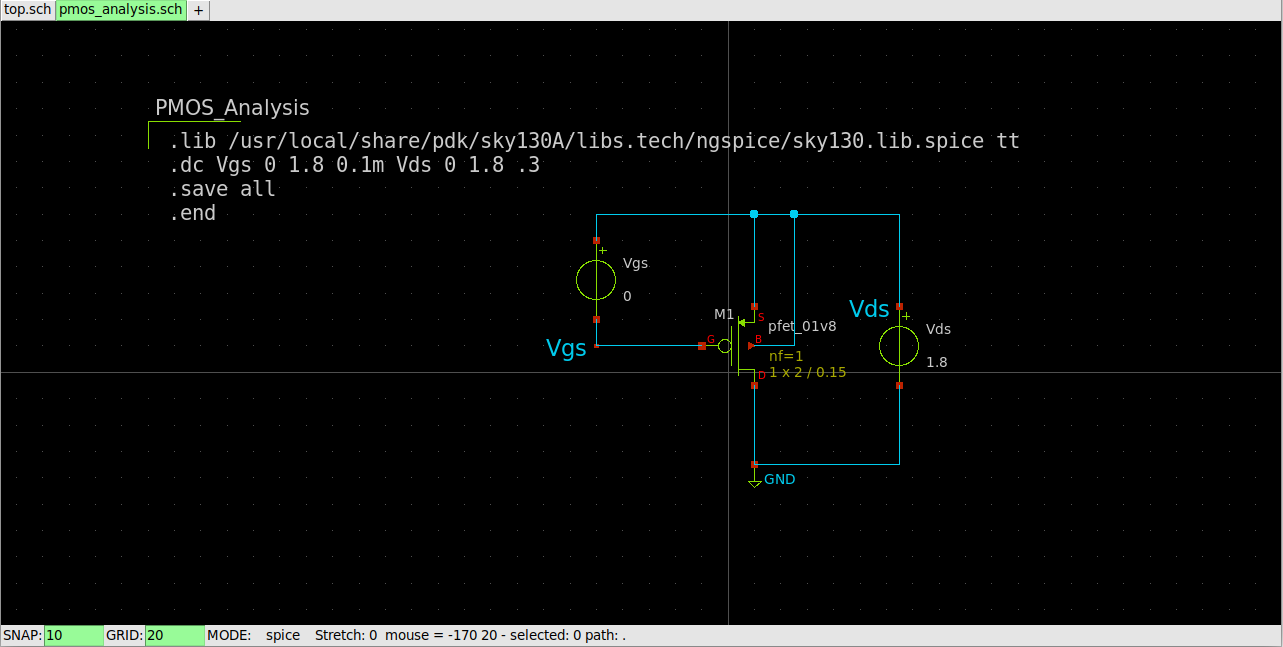 top.sch pmos_analysis.sch +
PMOS_Analysis
.lib /usr/local/share/pdk/sky130A/libs.tech/ngspice/sky130.lib.spice tt
.dc Vgs 0 1.8 0.1m Vds 0 1.8 .3
.save all
.end
+
Vgs
0
Vgs
M1
G
S
B
D
pfet_01v8
nf=1
1 x 2 / 0.15
Vds
+
Vds
1.8
GND
SNAP: 10 GRID: 20 MODE: spice Stretch: 0 mouse = -170 20 - selected: 0 path: .